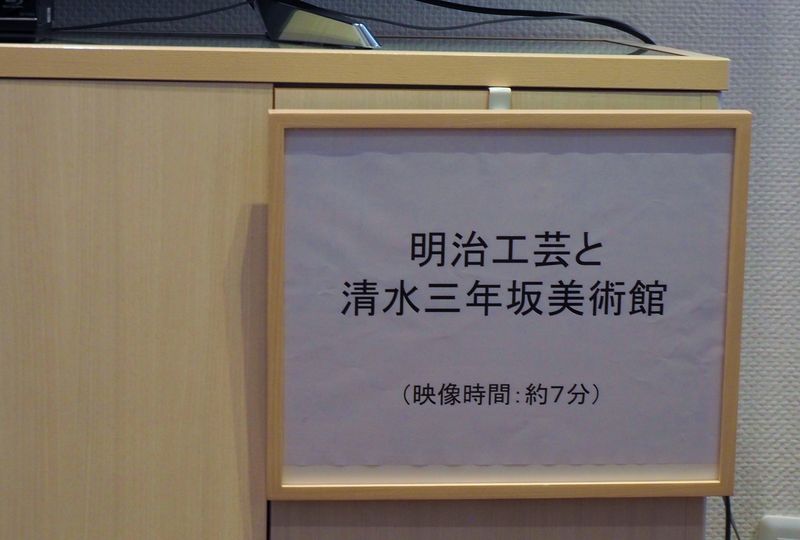 明治工芸と
清水三年坂美術館
（映像時間：約７分）